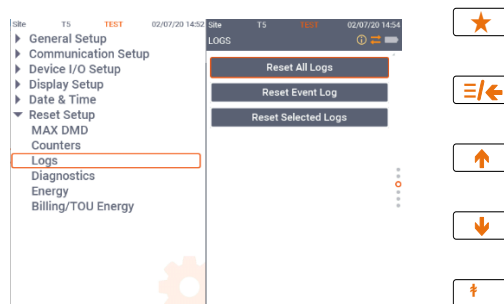 Site T5 TEST 02/07/20 14:52
General Setup
Communication Setup
Device I/O Setup
Display Setup
Date & Time
Reset Setup
MAX DMD
Counters
Logs
Diagnostics
Energy
Billing/TOU Energy
Site T5 TEST 02/07/20 14:54
LOGS
Reset All Logs
Reset Event Log
Reset Selected Logs